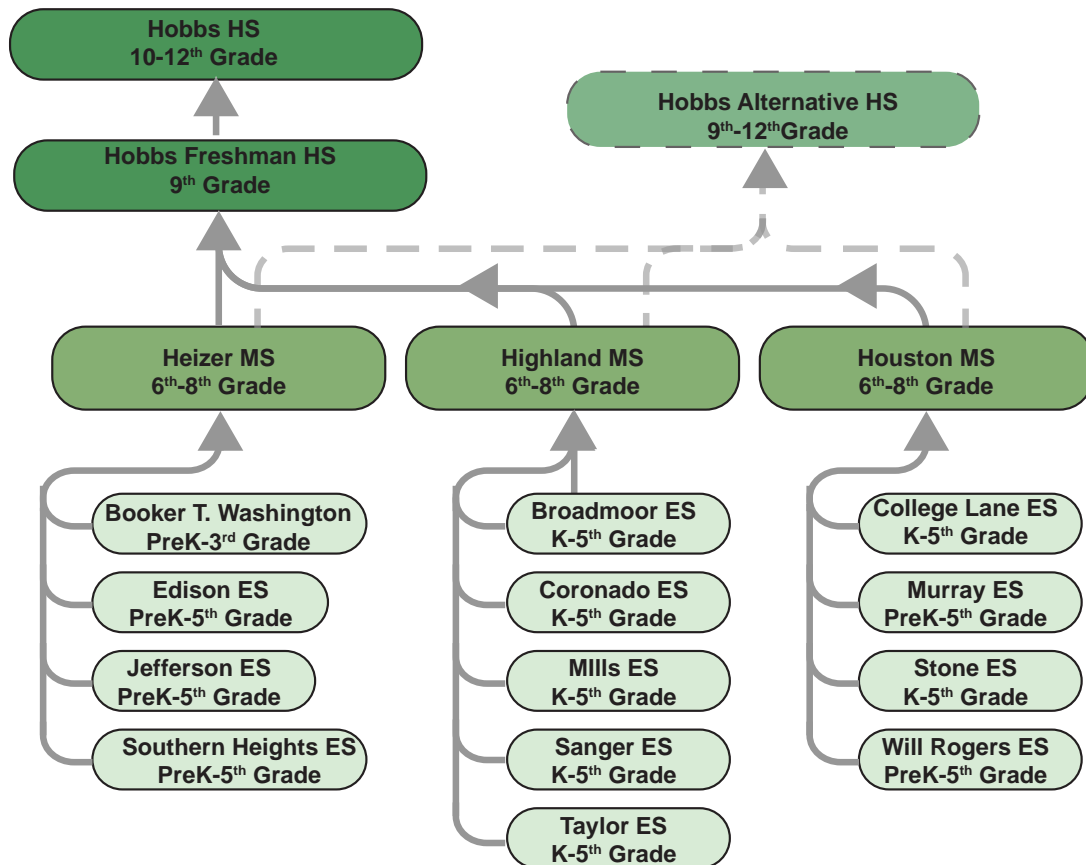 Hobbs HS
10-12th Grade
Hobbs Alternative HS
9th-12thGrade
Hobbs Freshman HS
9th Grade
Heizer MS
6th-8th Grade
Highland MS
6th-8th Grade
Houston MS
6th-8th Grade
Booker T. Washington
PreK-3rd Grade
Edison ES
PreK-5th Grade
Jefferson ES
PreK-5th Grade
Southern Heights ES
PreK-5th Grade
Broadmoor ES
K-5th Grade
Coronado ES
K-5th Grade
MIlls ES
K-5th Grade
Sanger ES
K-5th Grade
Taylor ES
K-5th Grade
College Lane ES
K-5th Grade
Murray ES
PreK-5th Grade
Stone ES
K-5th Grade
Will Rogers ES
PreK-5th Grade